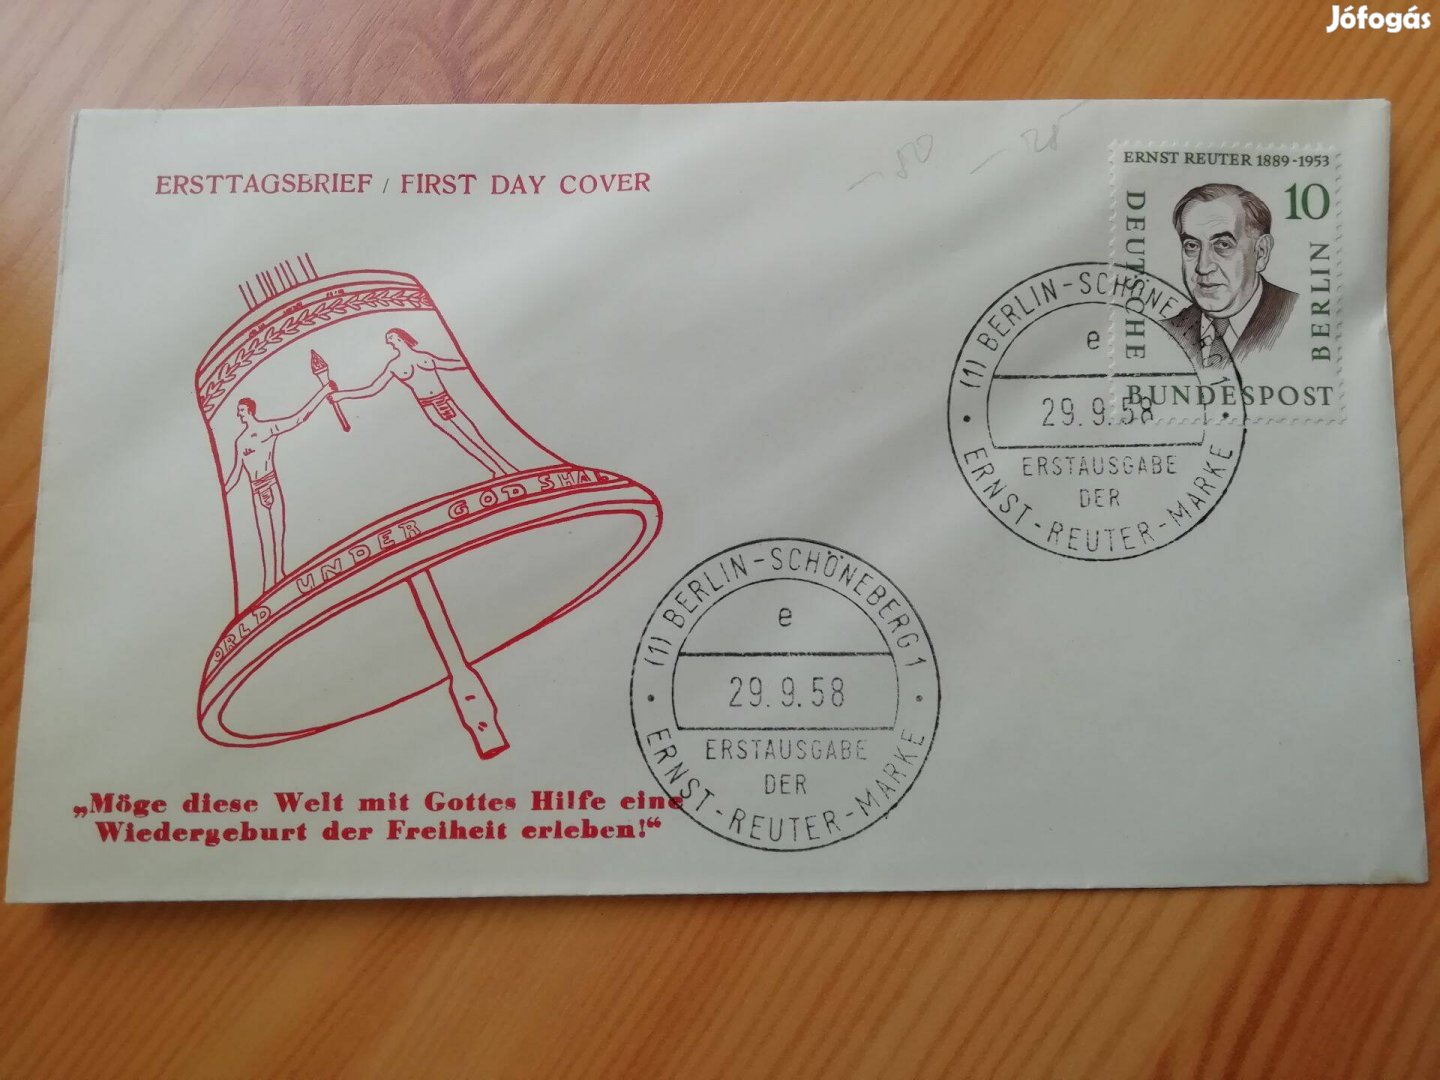 Jófogás
ERSTTAGSBRIEF / FIRST DAY COVER
ERNST REUTER 1889-1953
10
DEUTSCHE
BERLIN
BUNDESPOST
(1) BERLIN-SCHÖNEBERG 1
e
29.9.58
ERSTAUSGABE
DER
ERNST-REUTER-MARKE
ORLD UNDER GOD SHAL
(1) BERLIN-SCHÖNEBERG 1
e
29.9.58
ERSTAUSGABE
DER
ERNST-REUTER-MARKE
„Möge diese Welt mit Gottes Hilfe eine
Wiedergeburt der Freiheit erleben!“